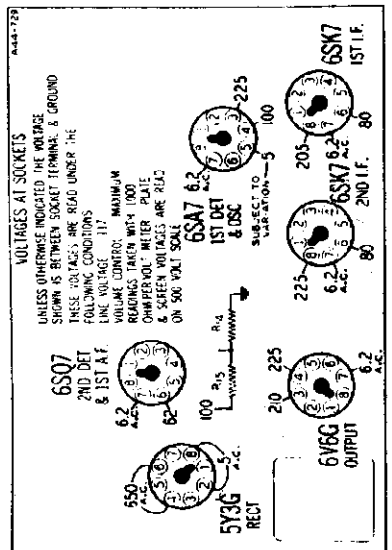 A44-729
VOLTAGES AT SOCKETS
UNLESS OTHERWISE INDICATED THE VOLTAGE
SHOWN IS BETWEEN SOCKET TERMINAL & GROUND
THESE VOLTAGES ARE READ UNDER THE
FOLLOWING CONDITIONS
LINE VOLTAGE 117
VOLUME CONTROL MAXIMUM
READINGS TAKEN WITH 1000
OHM PER VOLT METER PLATE
& SCREEN VOLTAGES ARE READ
ON 500 VOLT SCALE
6SQ7
2ND DET
& 1ST A.F.
6.2
A.C.
62
6SA7
1ST DET
& OSC
6.2
A.C.
225
100
SUBJECT TO
VARIATION
5
6SK7
1ST I.F.
205
6.2
A.C.
80
6SK7
2ND I.F.
225
6.2
A.C.
80
100
R15
R14
5Y3G
RECT
650
A.C.
5
A.C.
6V6G
OUTPUT
210
225
6.2
A.C.